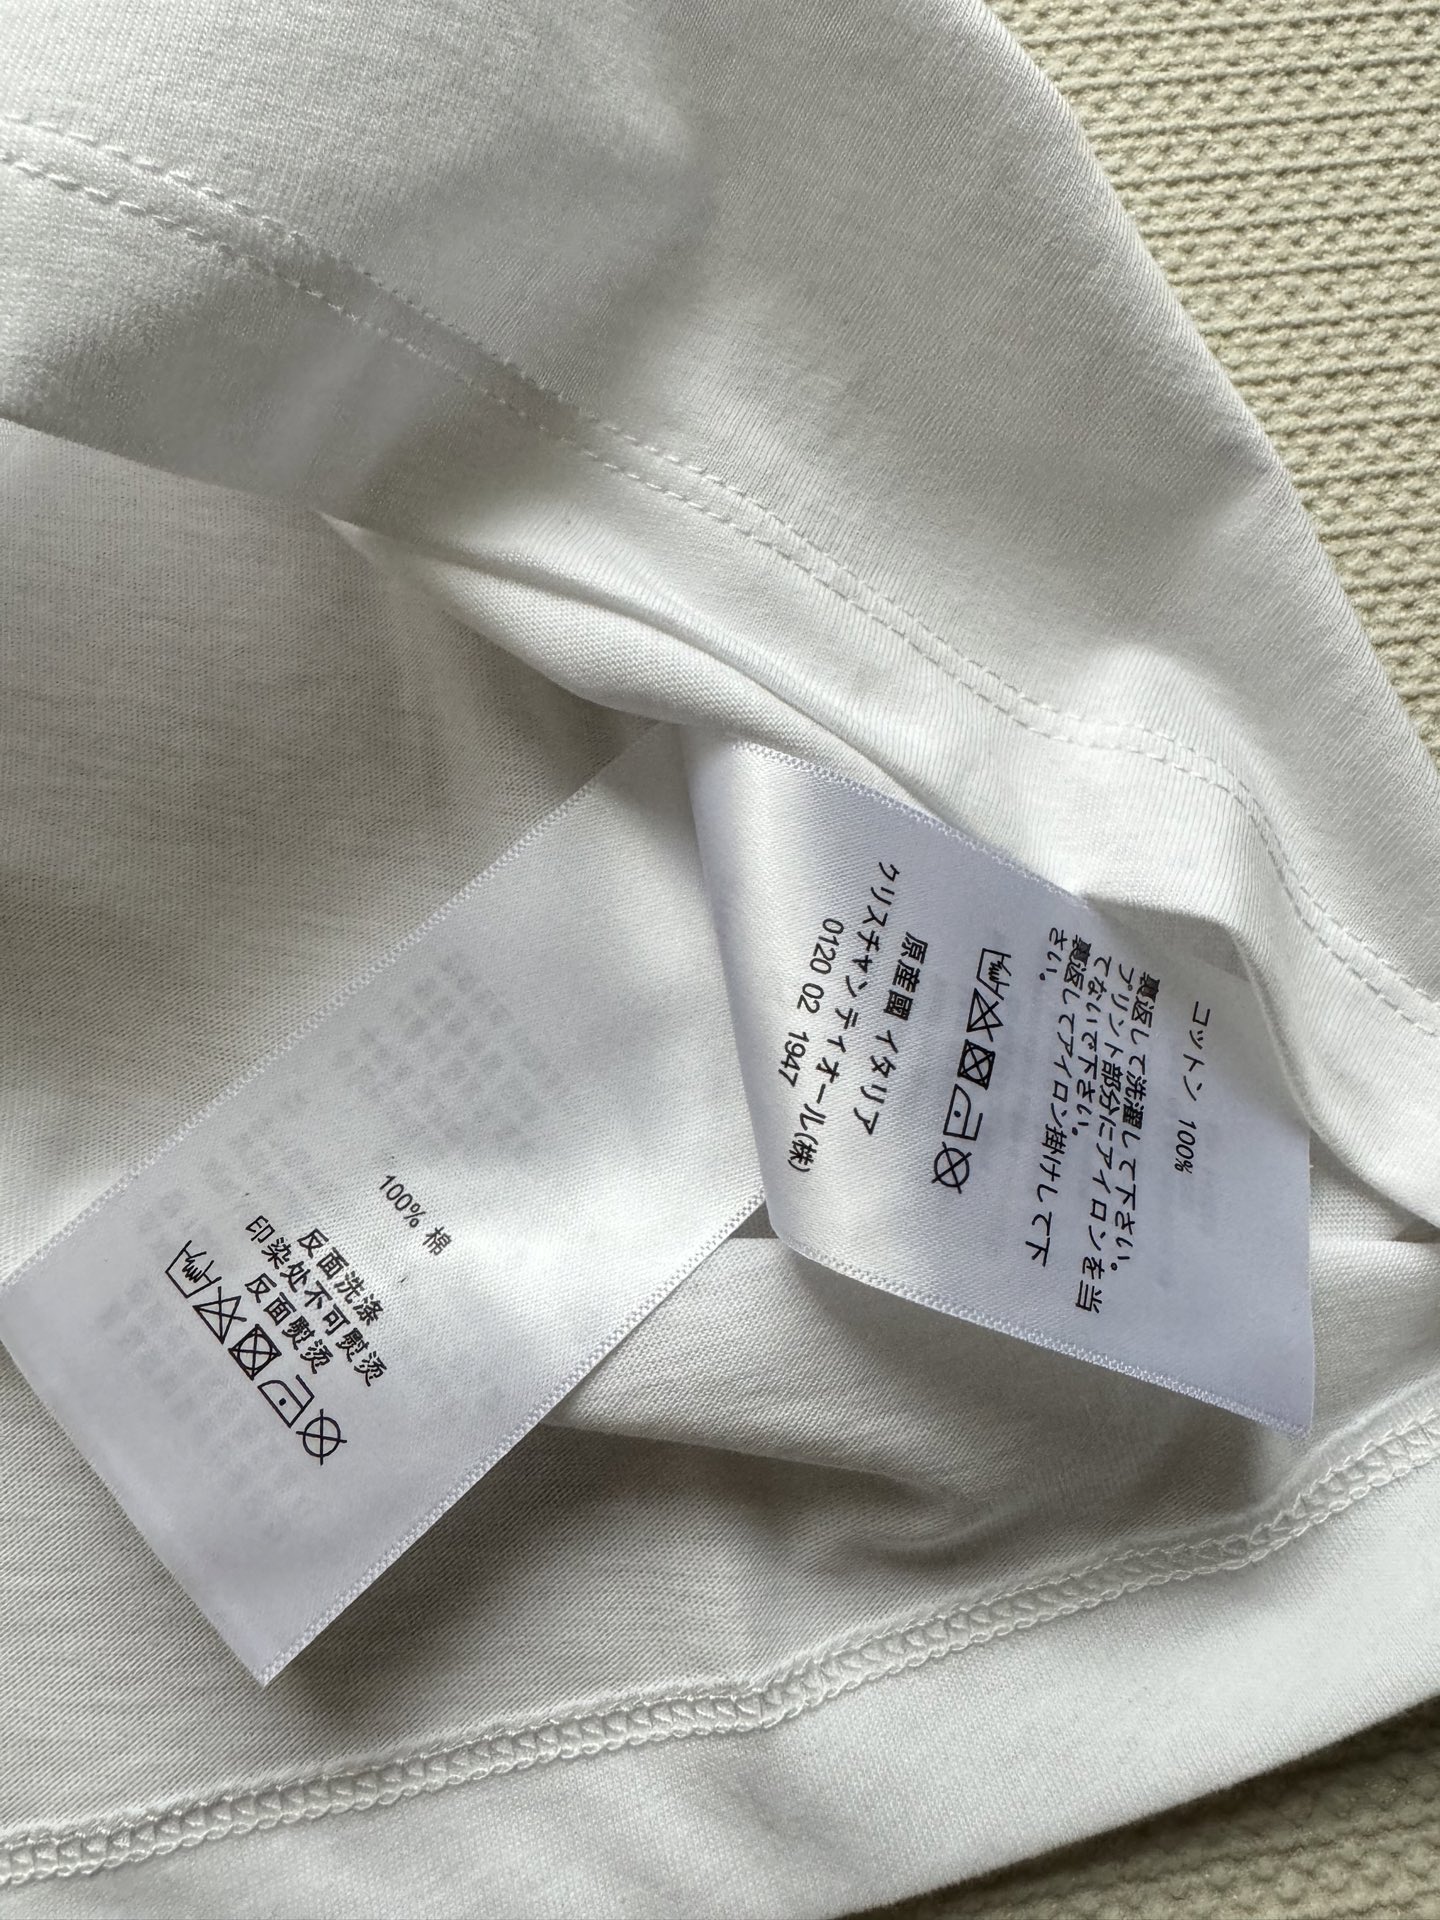 100% 棉
反面洗涤
印染处不可熨烫
反面熨烫
コットン 100%
裏返して洗濯して下さい。
プリント部分にアイロンを当
てないで下さい。
裏返してアイロン掛けして下
さい。
原産國 イタリア
クリスチャンディオール(株)
0120 02 1947